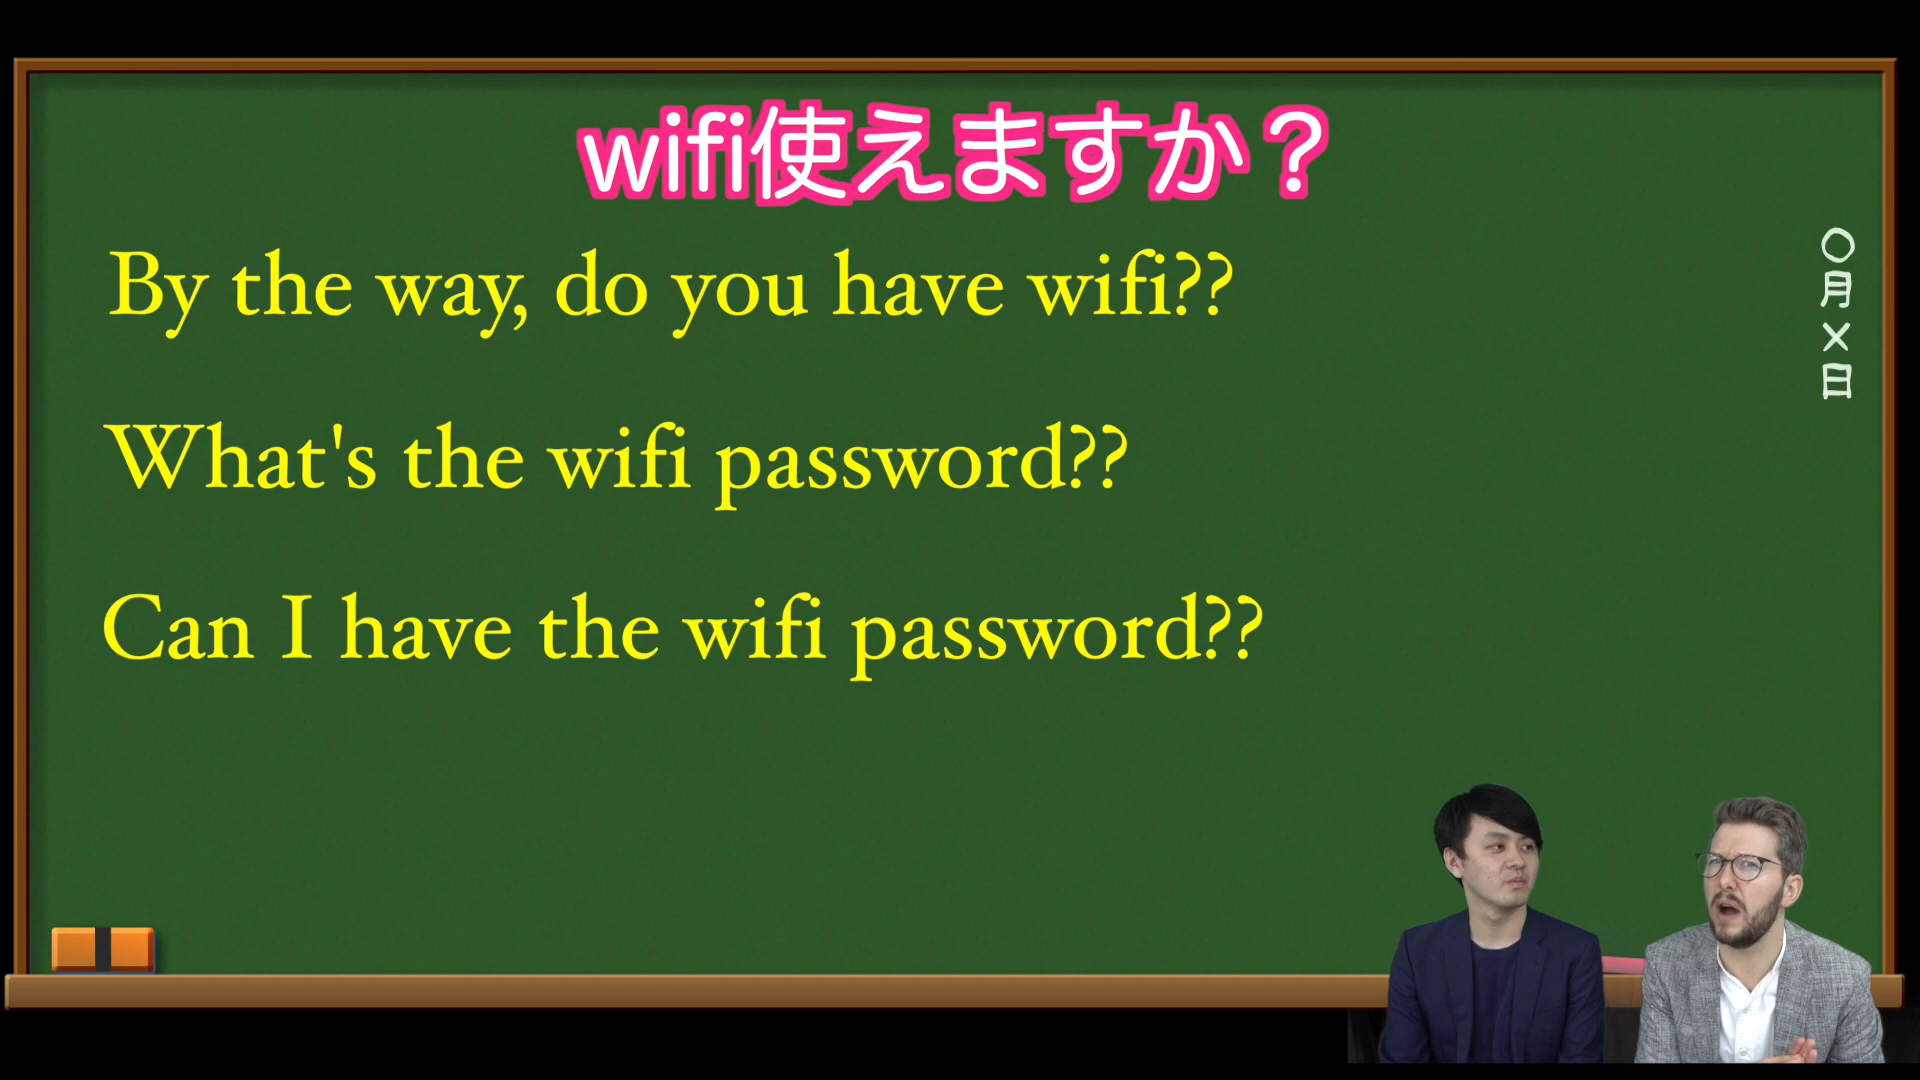 wifi使えますか？
By the way, do you have wifi??
What's the wifi password??
Can I have the wifi password??
〇月×日